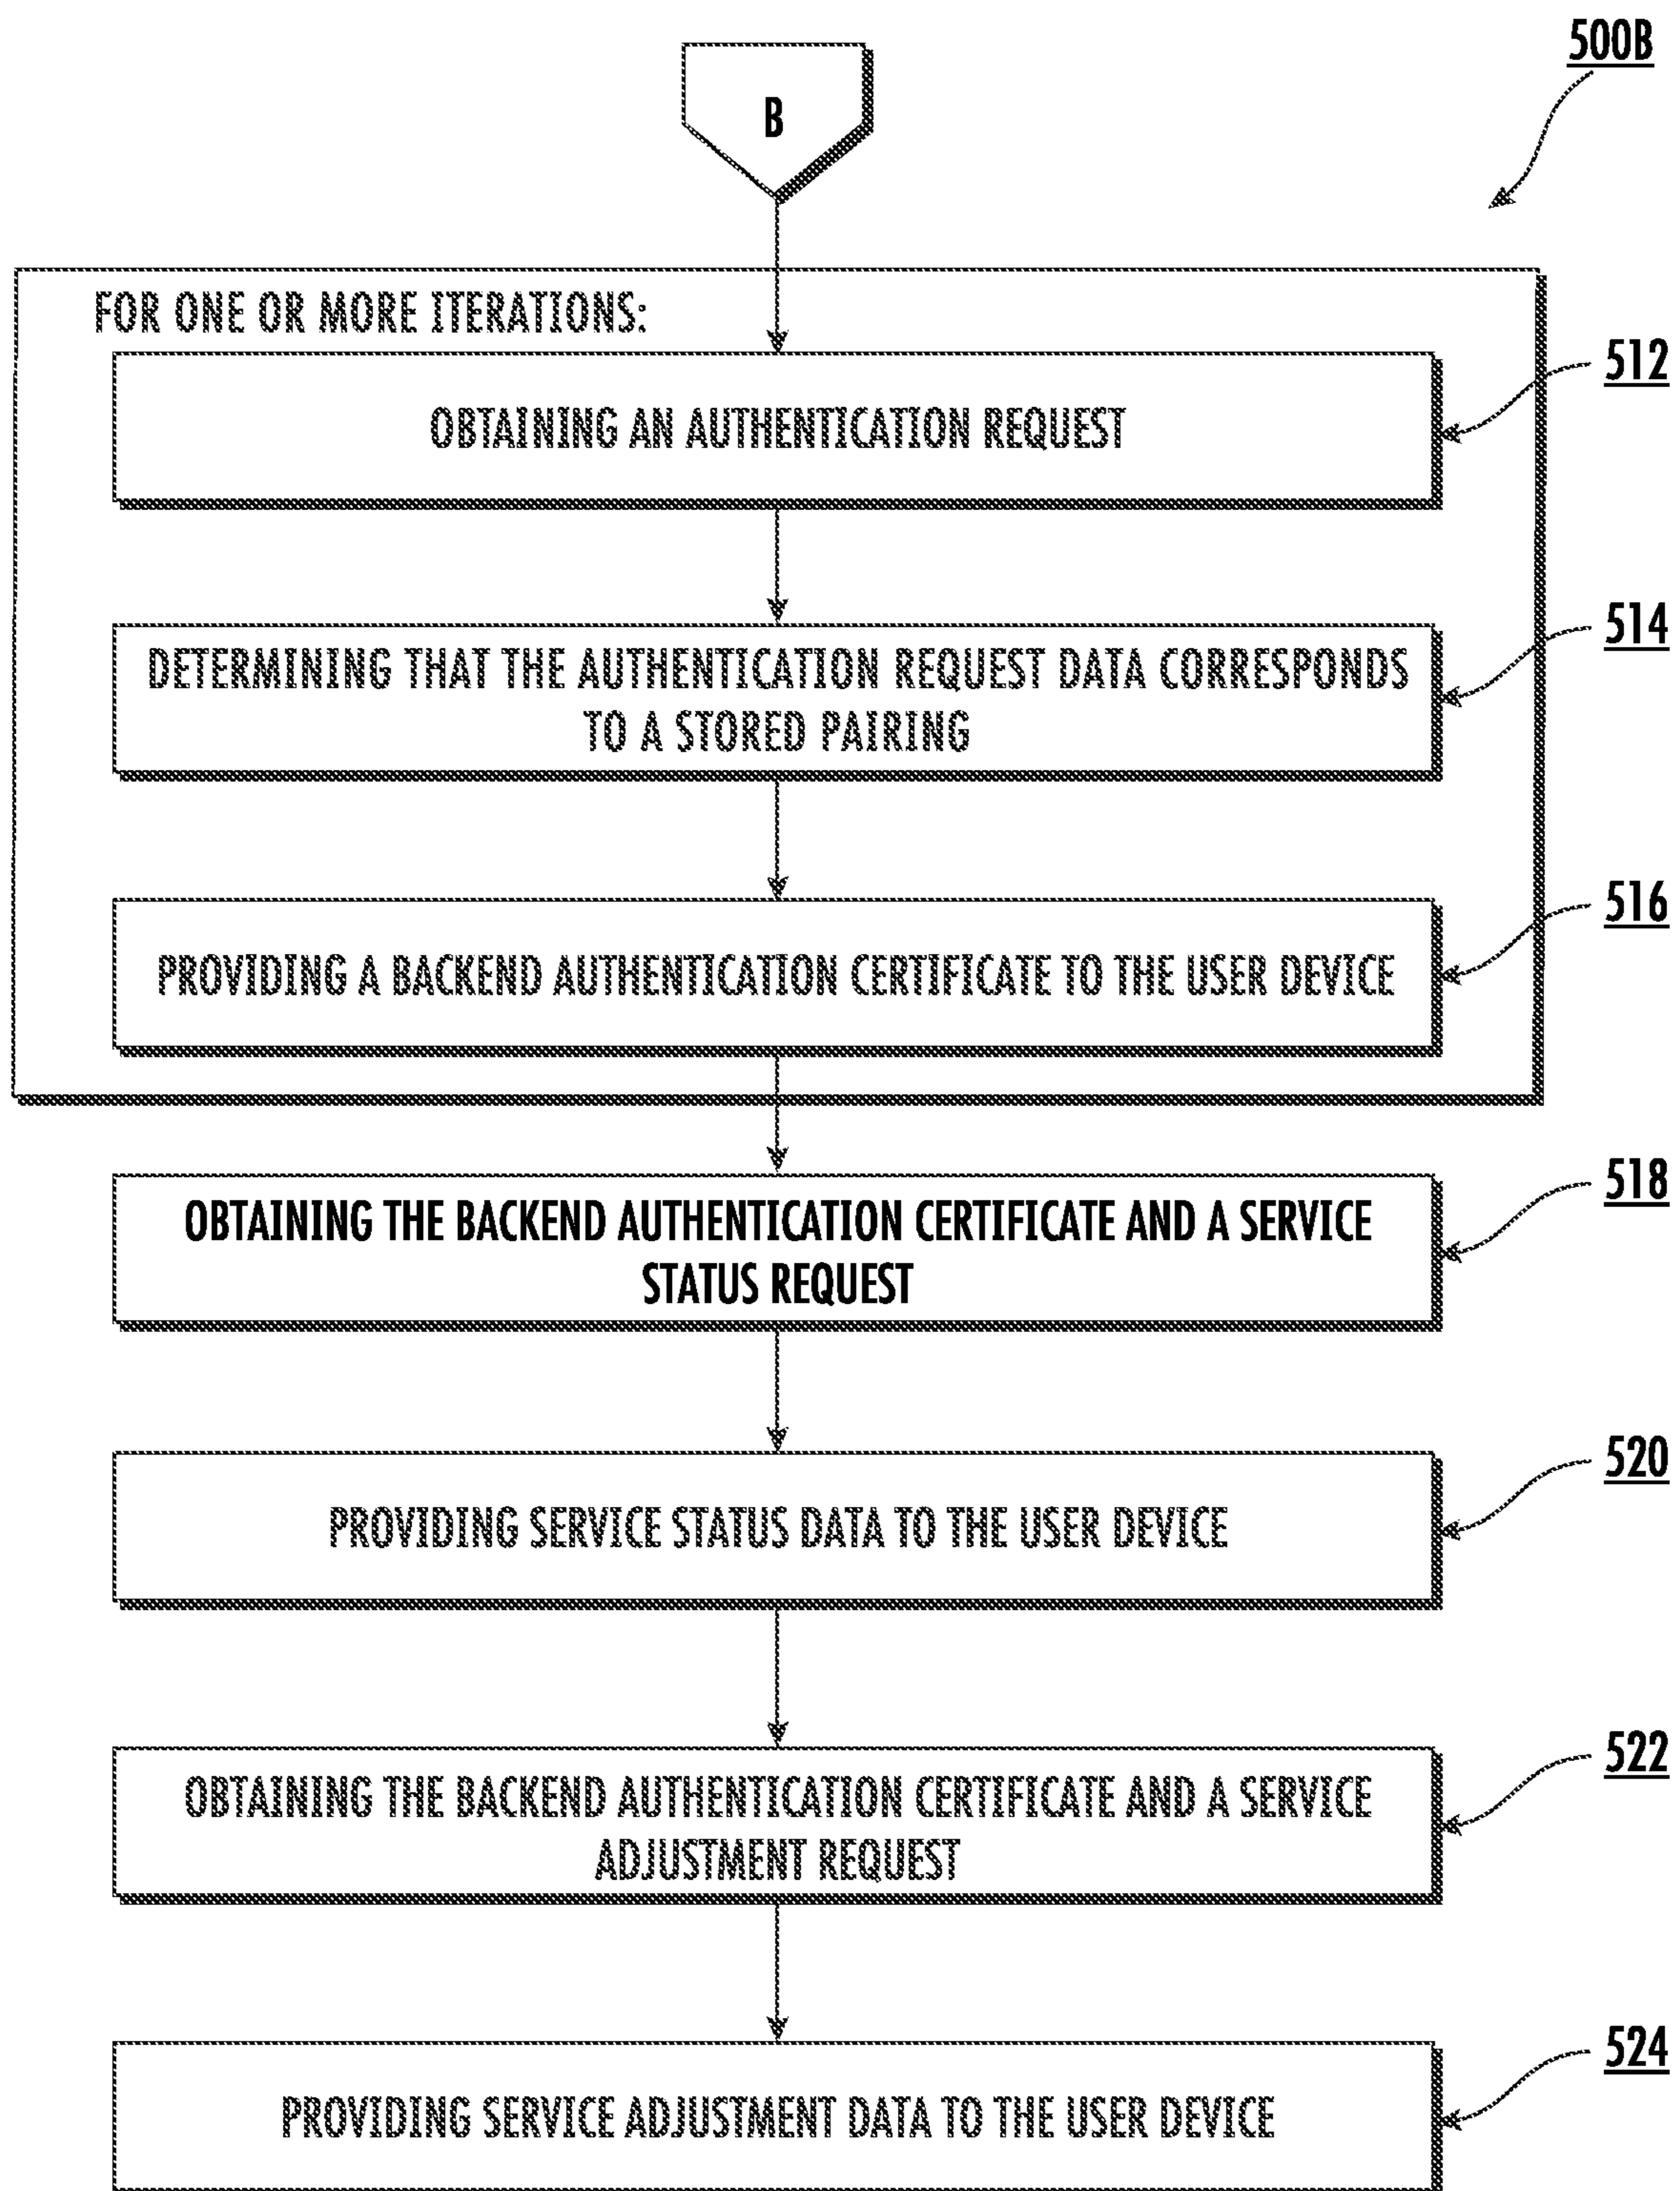 500B
B
FOR ONE OR MORE ITERATIONS:
512
OBTAINING AN AUTHENTICATION REQUEST
514
DETERMINING THAT THE AUTHENTICATION REQUEST DATA CORRESPONDS
TO A STORED PAIRING
516
PROVIDING A BACKEND AUTHENTICATION CERTIFICATE TO THE USER DEVICE
518
OBTAINING THE BACKEND AUTHENTICATION CERTIFICATE AND A SERVICE
STATUS REQUEST
520
PROVIDING SERVICE STATUS DATA TO THE USER DEVICE
522
OBTAINING THE BACKEND AUTHENTICATION CERTIFICATE AND A SERVICE
ADJUSTMENT REQUEST
524
PROVIDING SERVICE ADJUSTMENT DATA TO THE USER DEVICE